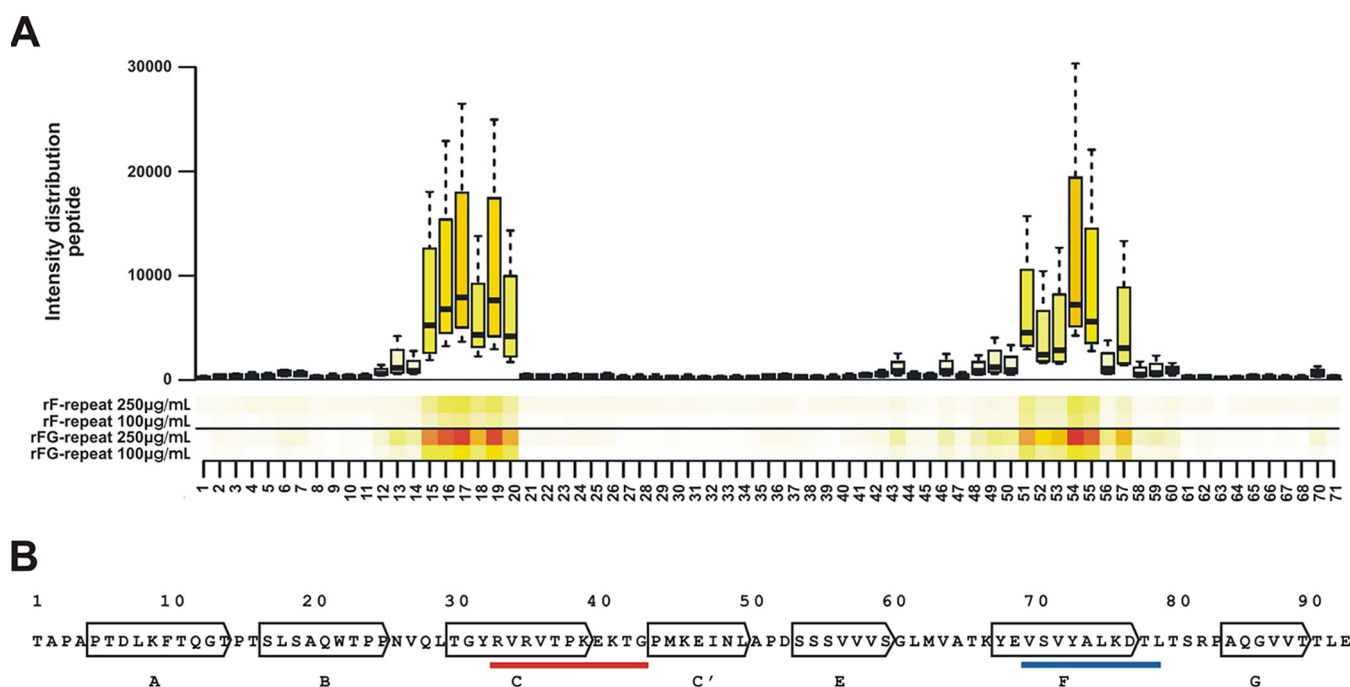 A
30000
20000
10000
0
Intensity distribution
peptide
rF-repeat 250µg/mL
rF-repeat 100µg/mL
rFG-repeat 250µg/mL
rFG-repeat 100µg/mL
1 2 3 4 5 6 7 8 9 10 11 12 13 14 15 16 17 18 19 20 21 22 23 24 25 26 27 28 29 30 31 32 33 34 35 36 37 38 39 40 41 42 43 44 45 46 47 48 49 50 51 52 53 54 55 56 57 58 59 60 61 62 63 64 65 66 67 68 69 70 71
B
1 10 20 30 40 50 60 70 80 90
TAPAPTDLKFTQGTPTSLSAQWTPPNVQLTGYRVRVTPKEKTGPMKEINLAPDSSSVVVSGLMVATKYEVSVYALKDTLTSRPAQGVVTTLE
A B C C′ E F G